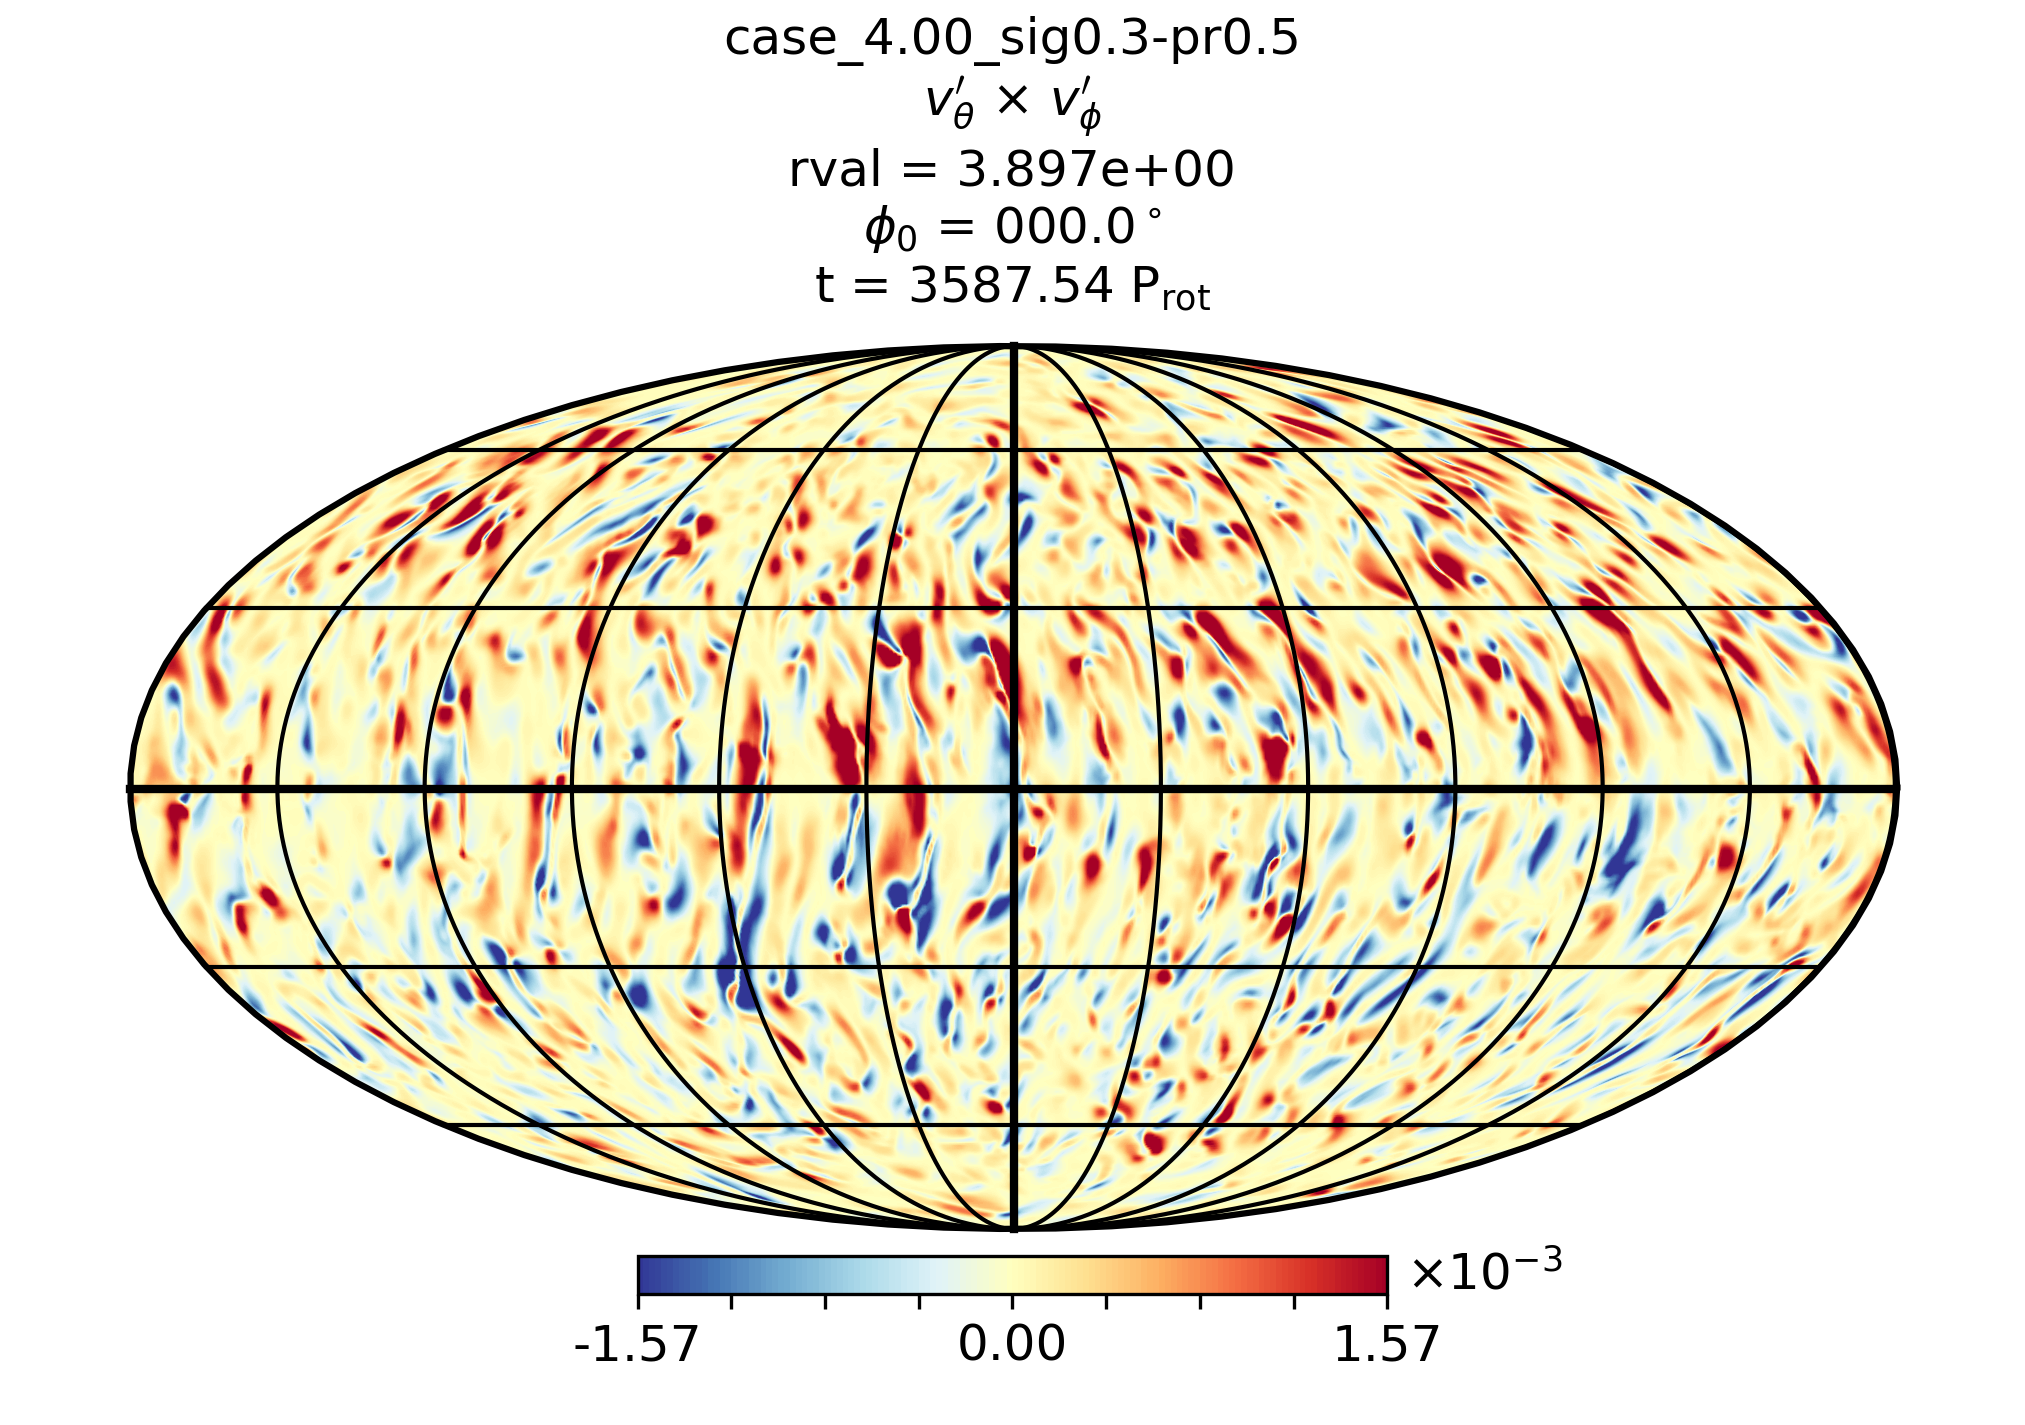 case_4.00_sig0.3-pr0.5
v′θ × v′ϕ
rval = 3.897e+00
ϕ0 = 000.0°
t = 3587.54 Prot
×10−3
-1.57 0.00 1.57